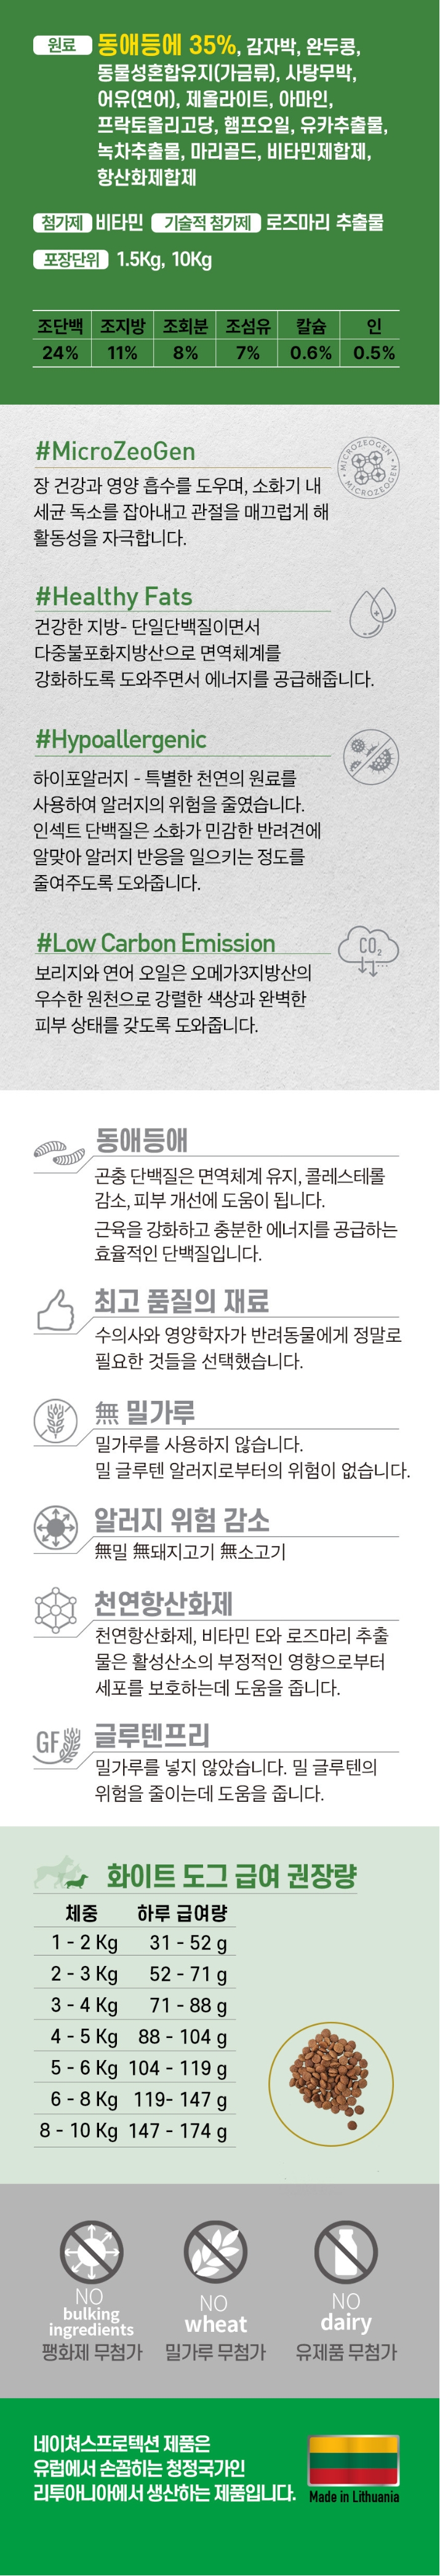 원료 동애등에 35%, 감자박, 완두콩,
동물성혼합유지(가금류), 사탕무박,
어유(연어), 제올라이트, 아마인,
프락토올리고당, 햄프오일, 유카추출물,
녹차추출물, 마리골드, 비타민제합제,
항산화제합제
첨가제 비타민 기술적 첨가제 로즈마리 추출물
포장단위 1.5Kg, 10Kg
조단백 조지방 조회분 조섬유 칼슘 인
24% 11% 8% 7% 0.6% 0.5%
#MicroZeoGen
MICROZEOGEN • MICROZEOGEN •
장 건강과 영양 흡수를 도우며, 소화기 내
세균 독소를 잡아내고 관절을 매끄럽게 해
활동성을 자극합니다.
#Healthy Fats
건강한 지방- 단일단백질이면서
다중불포화지방산으로 면역체계를
강화하도록 도와주면서 에너지를 공급해줍니다.
#Hypoallergenic
하이포알러지 - 특별한 천연의 원료를
사용하여 알러지의 위험을 줄였습니다.
인섹트 단백질은 소화가 민감한 반려견에
알맞아 알러지 반응을 일으키는 정도를
줄여주도록 도와줍니다.
#Low Carbon Emission
CO2
보리지와 연어 오일은 오메가3지방산의
우수한 원천으로 강렬한 색상과 완벽한
피부 상태를 갖도록 도와줍니다.
동애등애
곤충 단백질은 면역체계 유지, 콜레스테롤
감소, 피부 개선에 도움이 됩니다.
근육을 강화하고 충분한 에너지를 공급하는
효율적인 단백질입니다.
최고 품질의 재료
수의사와 영양학자가 반려동물에게 정말로
필요한 것들을 선택했습니다.
無 밀가루
밀가루를 사용하지 않습니다.
밀 글루텐 알러지로부터의 위험이 없습니다.
알러지 위험 감소
無밀 無돼지고기 無소고기
천연항산화제
천연항산화제, 비타민 E와 로즈마리 추출
물은 활성산소의 부정적인 영향으로부터
세포를 보호하는데 도움을 줍니다.
GF 글루텐프리
밀가루를 넣지 않았습니다. 밀 글루텐의
위험을 줄이는데 도움을 줍니다.
화이트 도그 급여 권장량
체중 하루 급여량
1 - 2 Kg 31 - 52 g
2 - 3 Kg 52 - 71 g
3 - 4 Kg 71 - 88 g
4 - 5 Kg 88 - 104 g
5 - 6 Kg 104 - 119 g
6 - 8 Kg 119- 147 g
8 - 10 Kg 147 - 174 g
NO
bulking
ingredients
팽화제 무첨가
NO
wheat
밀가루 무첨가
NO
dairy
유제품 무첨가
네이쳐스프로텍션 제품은
유럽에서 손꼽히는 청정국가인
리투아니아에서 생산하는 제품입니다.
Made in Lithuania